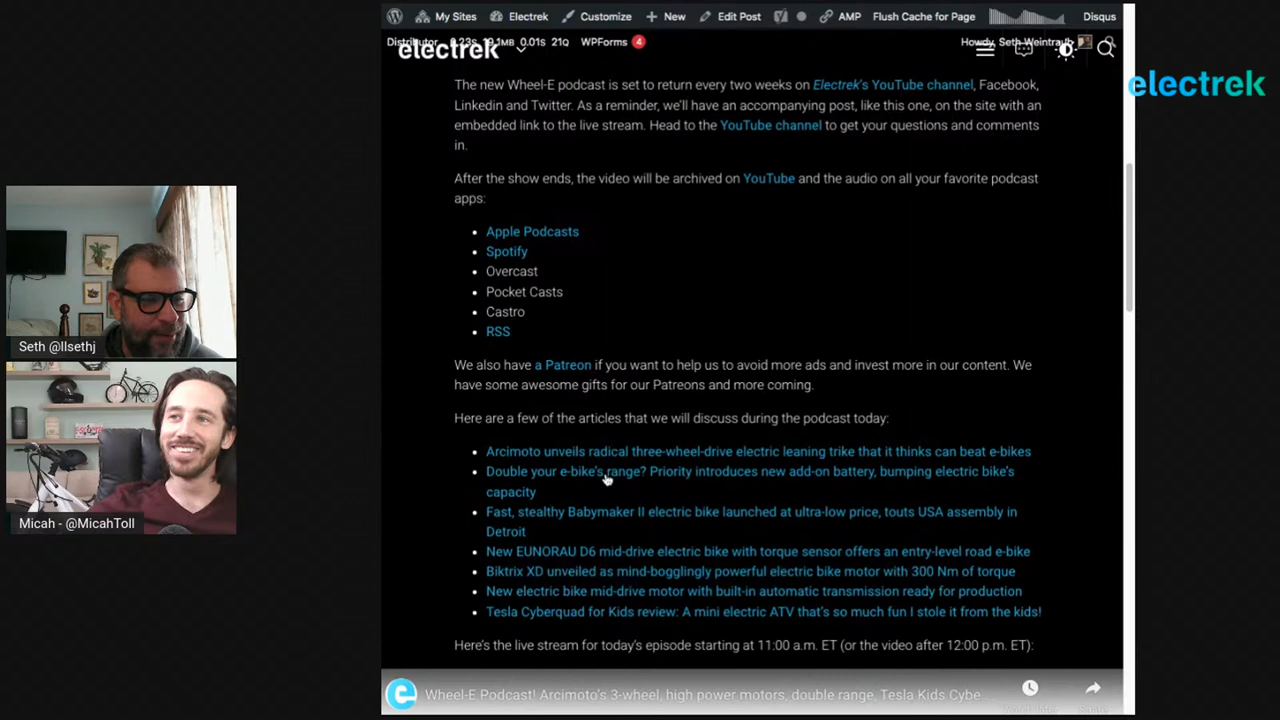 My Sites Electrek Customize New Edit Post AMP Flush Cache for Page Disqus
Distributor 0.23s 0.01s 21Q WPForms 4 Howdy, Seth Weintraub
electrek
electrek
The new Wheel-E podcast is set to return every two weeks on Electrek's YouTube channel, Facebook,
Linkedin and Twitter. As a reminder, we'll have an accompanying post, like this one, on the site with an
embedded link to the live stream. Head to the YouTube channel to get your questions and comments
in.
After the show ends, the video will be archived on YouTube and the audio on all your favorite podcast
apps:
Apple Podcasts
Spotify
Overcast
Pocket Casts
Castro
RSS
Seth @llsethj
We also have a Patreon if you want to help us to avoid more ads and invest more in our content. We
have some awesome gifts for our Patreons and more coming.
Here are a few of the articles that we will discuss during the podcast today:
Arcimoto unveils radical three-wheel-drive electric leaning trike that it thinks can beat e-bikes
Double your e-bike's range? Priority introduces new add-on battery, bumping electric bike's
capacity
Fast, stealthy Babymaker II electric bike launched at ultra-low price, touts USA assembly in
Detroit
Micah - @MicahToll
New EUNORAU D6 mid-drive electric bike with torque sensor offers an entry-level road e-bike
Biktrix XD unveiled as mind-bogglingly powerful electric bike motor with 300 Nm of torque
New electric bike mid-drive motor with built-in automatic transmission ready for production
Tesla Cyberquad for Kids review: A mini electric ATV that's so much fun I stole it from the kids!
Here's the live stream for today's episode starting at 11:00 a.m. ET (or the video after 12:00 p.m. ET):
e Wheel-E Podcast! Arcimoto's 3-wheel, high power motors, double range, Tesla Kids Cybe...